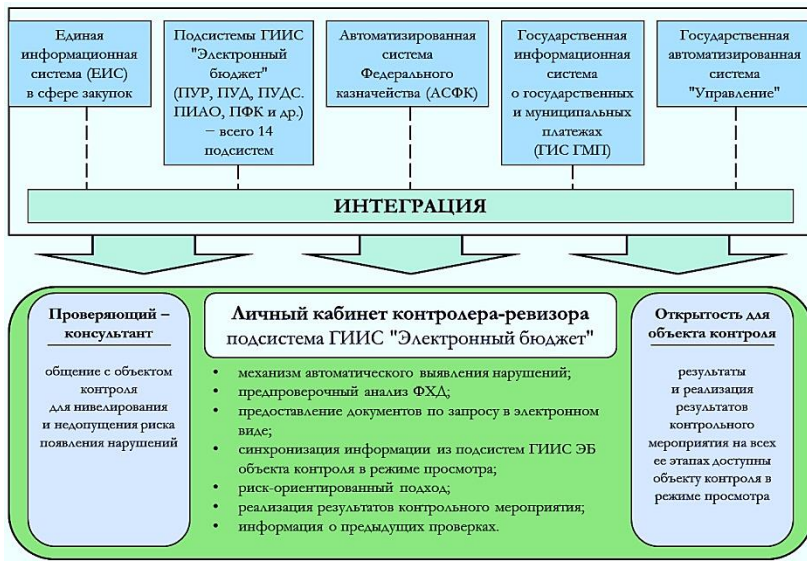 Единая
информационная
система (ЕИС)
в сфере закупок
Подсистемы ГИИС
"Электронный
бюджет"
(ПУР, ПУД, ПУДС.
ПИАО, ПФК и др.)
– всего 14
подсистем
Автоматизированная
система
Федерального
казначейства (АСФК)
Государственная
информационная
система
о государственных
и муниципальных
платежах
(ГИС ГМП)
Государственная
автоматизированная
система
"Управление"
ИНТЕГРАЦИЯ
Проверяющий –
консультант
общение с объектом
контроля
для нивелирования
и недопущения риска
появления нарушений
Личный кабинет контролера-ревизора
подсистема ГИИС "Электронный бюджет"
• механизм автоматического выявления нарушений;
• предпроверочный анализ ФХД;
• предоставление документов по запросу в электронном
виде;
• синхронизация информации из подсистем ГИИС ЭБ
объекта контроля в режиме просмотра;
• риск-ориентированный подход;
• реализация результатов контрольного мероприятия;
• информация о предыдущих проверках.
Открытость для
объекта контроля
результаты
и реализация
результатов
контрольного
мероприятия на всех
ее этапах доступны
объекту контроля в
режиме просмотра